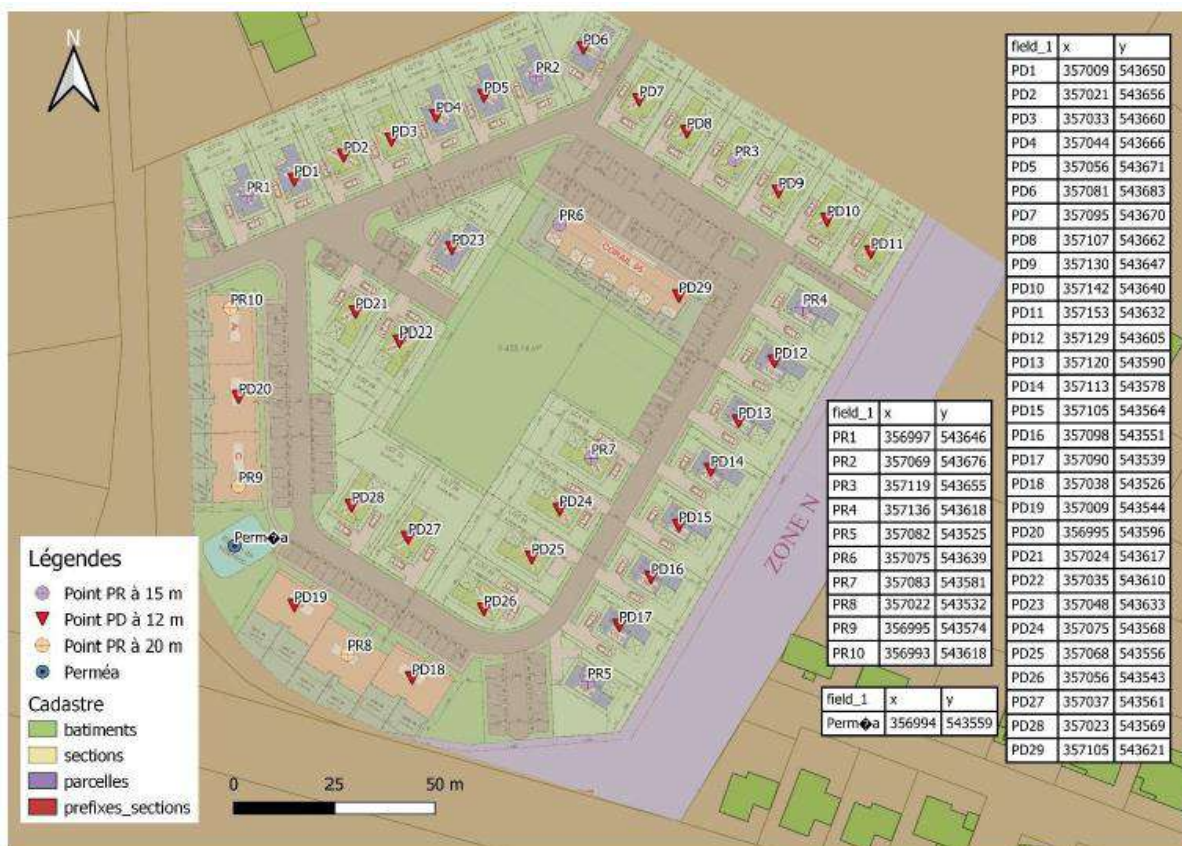 N
PD6
PR2
PD5
PD4
PD3
PD2
PD1
PR1
PD7
PD8
PR3
PD9
PD10
PD11
PR6
PD23
CORAIL 35
PD29
PR4
PD21
PD22
PR10
PD12
PD20
PD13
PR7
PD14
PR9
PD28
PD24
PD15
PD27
PD25
PD16
Perm�a
PD26
PD19
PD17
PR8
PD18
PR5
ZONE N
Légendes
Point PR à 15 m
Point PD à 12 m
Point PR à 20 m
Perméa
Cadastre
batiments
sections
parcelles
prefixes_sections
0 25 50 m
field_1 x y
PR1 356997 543646
PR2 357069 543676
PR3 357119 543655
PR4 357136 543618
PR5 357082 543525
PR6 357075 543639
PR7 357083 543581
PR8 357022 543532
PR9 356995 543574
PR10 356993 543618
field_1 x y
Perm�a 356994 543559
field_1 x y
PD1 357009 543650
PD2 357021 543656
PD3 357033 543660
PD4 357044 543666
PD5 357056 543671
PD6 357081 543683
PD7 357095 543670
PD8 357107 543662
PD9 357130 543647
PD10 357142 543640
PD11 357153 543632
PD12 357129 543605
PD13 357120 543590
PD14 357113 543578
PD15 357105 543564
PD16 357098 543551
PD17 357090 543539
PD18 357038 543526
PD19 357009 543544
PD20 356995 543596
PD21 357024 543617
PD22 357035 543610
PD23 357048 543633
PD24 357075 543568
PD25 357068 543556
PD26 357056 543543
PD27 357037 543561
PD28 357023 543569
PD29 357105 543621